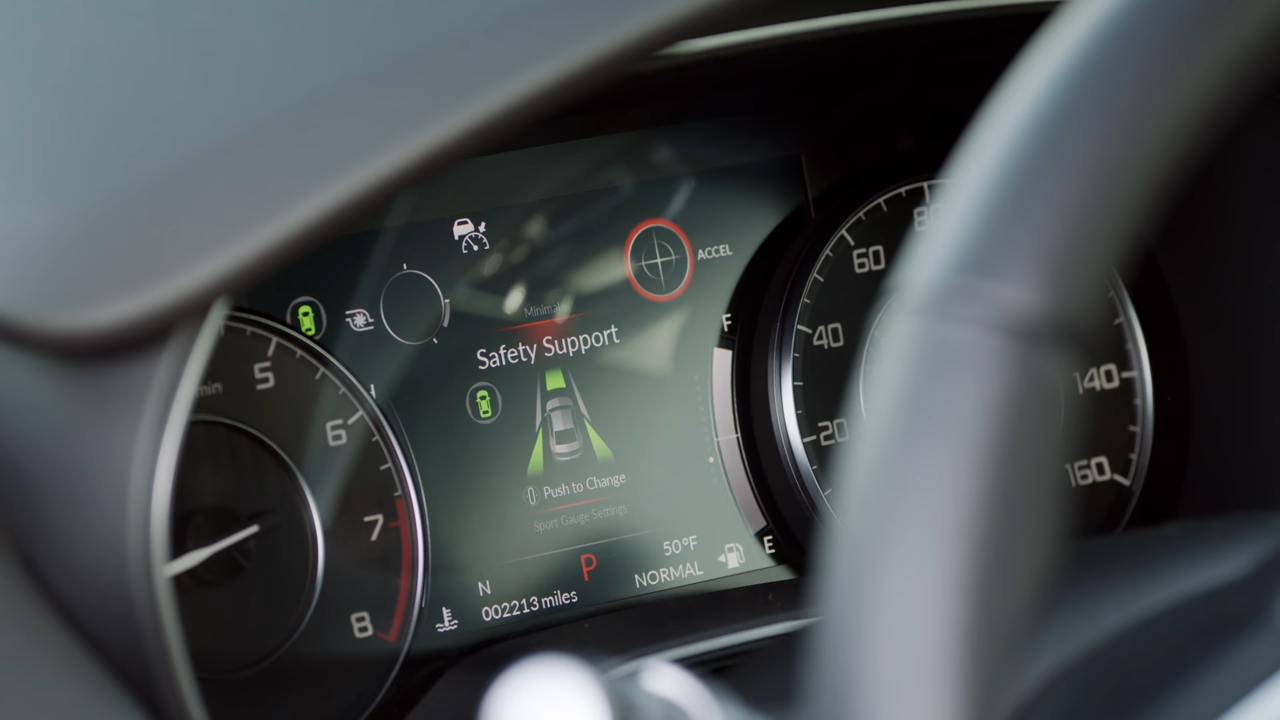 ACCEL
Minimal
Safety Support
Push to Change
Sport Gauge Settings
N
P
50°F
002213 miles
NORMAL
F
E
min
5
6
7
8
20
40
60
80
140
160